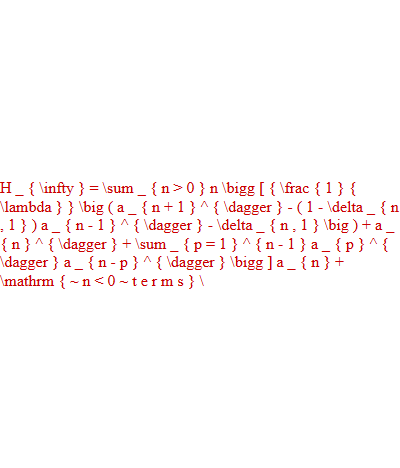 H _ { \infty } = \sum _ { n > 0 } n \bigg [ { \frac { 1 } {
\lambda } } \big ( a _ { n + 1 } ^ { \dagger } - ( 1 - \delta _ { n
, 1 } ) a _ { n - 1 } ^ { \dagger } - \delta _ { n , 1 } \big ) + a _
{ n } ^ { \dagger } + \sum _ { p = 1 } ^ { n - 1 } a _ { p } ^ {
\dagger } a _ { n - p } ^ { \dagger } \bigg ] a _ { n } +
\mathrm { ~ n < 0 ~ t e r m s } \